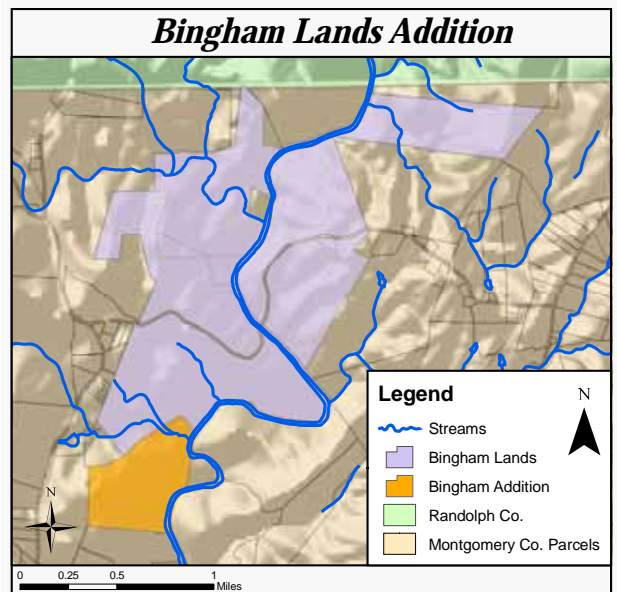 Bingham Lands Addition
Legend
N
Streams
Bingham Lands
Bingham Addition
Randolph Co.
Montgomery Co. Parcels
N
0 0.25 0.5 1
Miles